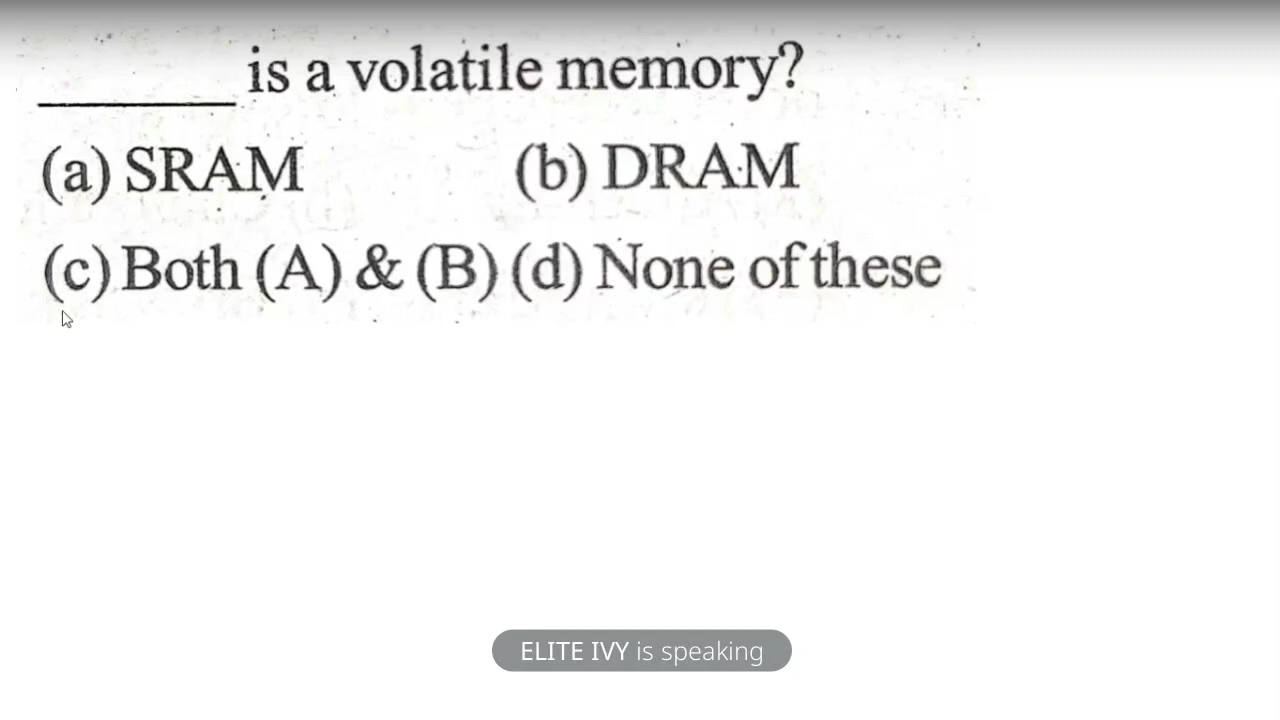 ________ is a volatile memory?
(a) SRAM (b) DRAM
(c) Both (A) & (B) (d) None of these
ELITE IVY is speaking